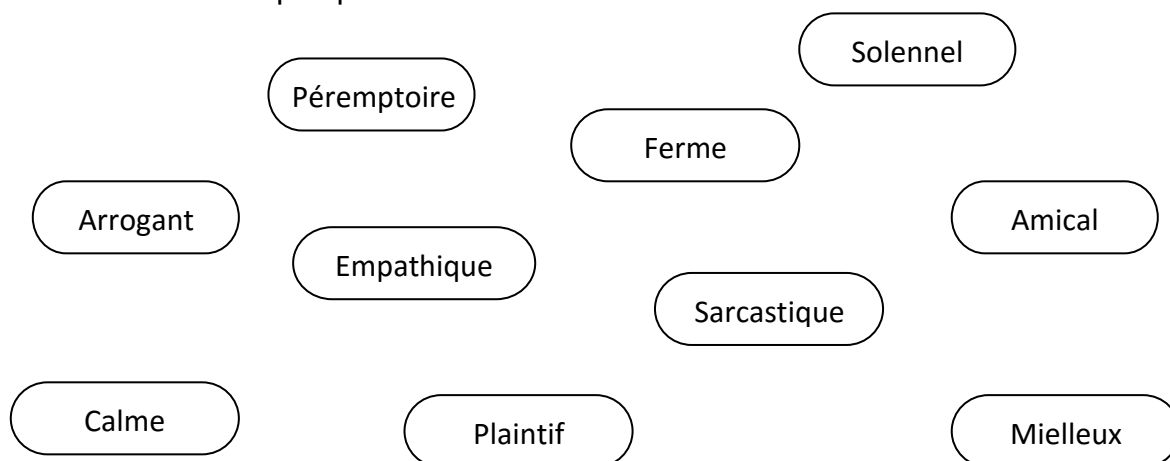 Solennel
Péremptoire
Ferme
Arrogant
Amical
Empathique
Sarcastique
Calme
Plaintif
Mielleux